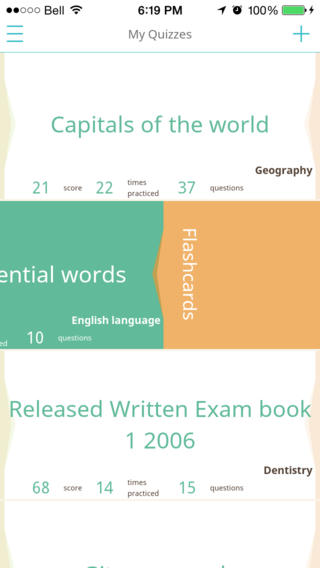 Bell 6:19 PM 100%
My Quizzes
Capitals of the world
Geography
21 score 22 times practiced 37 questions
ential words
Flashcards
English language
ed 10 questions
Released Written Exam book
1 2006
Dentistry
68 score 14 times practiced 15 questions